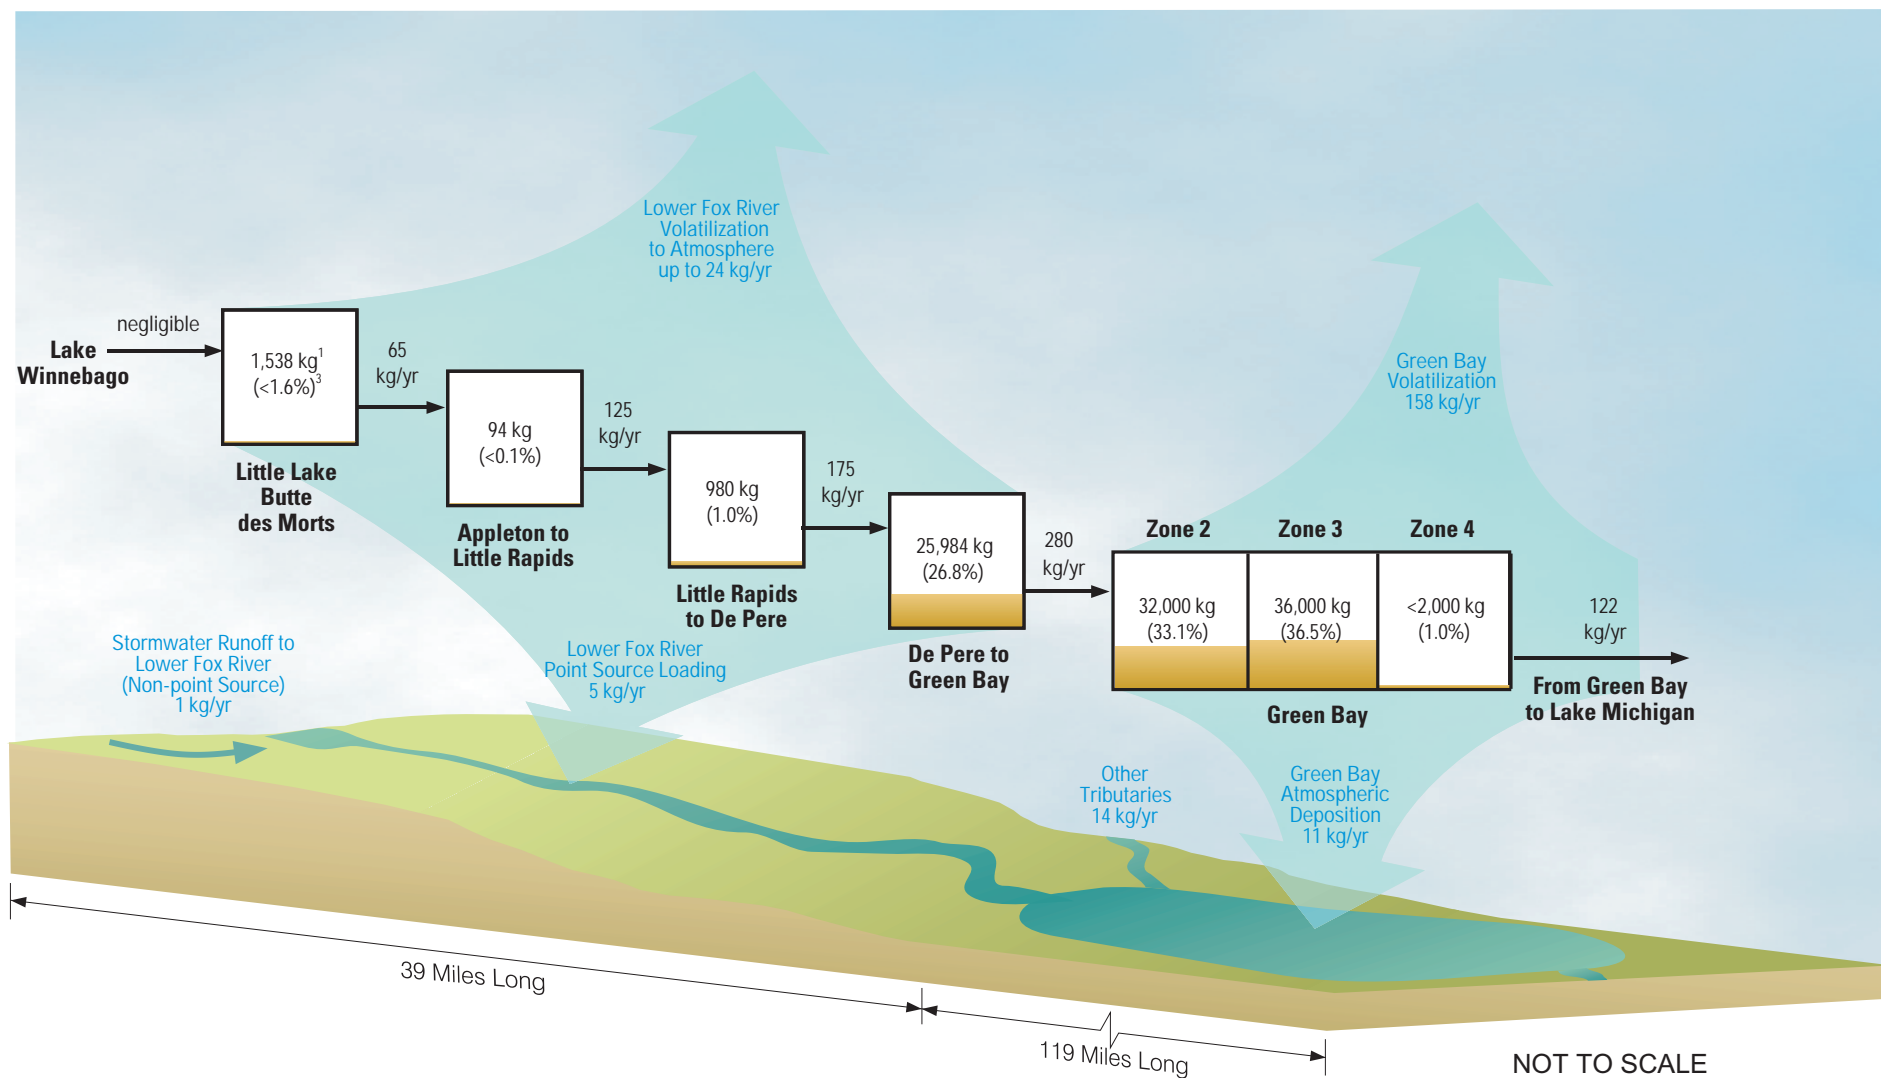 Lower Fox River
Volatilization
to Atmosphere
up to 24 kg/yr
negligible
Lake
Winnebago
1,538 kg¹
(<1.6%)³
Little Lake
Butte
des Morts
65
kg/yr
94 kg
(<0.1%)
Appleton to
Little Rapids
125
kg/yr
980 kg
(1.0%)
Little Rapids
to De Pere
175
kg/yr
25,984 kg
(26.8%)
De Pere to
Green Bay
280
kg/yr
Green Bay
Volatilization
158 kg/yr
Zone 2
Zone 3
Zone 4
32,000 kg
(33.1%)
36,000 kg
(36.5%)
<2,000 kg
(1.0%)
Green Bay
122
kg/yr
From Green Bay
to Lake Michigan
Stormwater Runoff to
Lower Fox River
(Non-point Source)
1 kg/yr
Lower Fox River
Point Source Loading
5 kg/yr
Other
Tributaries
14 kg/yr
Green Bay
Atmospheric
Deposition
11 kg/yr
39 Miles Long
119 Miles Long
NOT TO SCALE